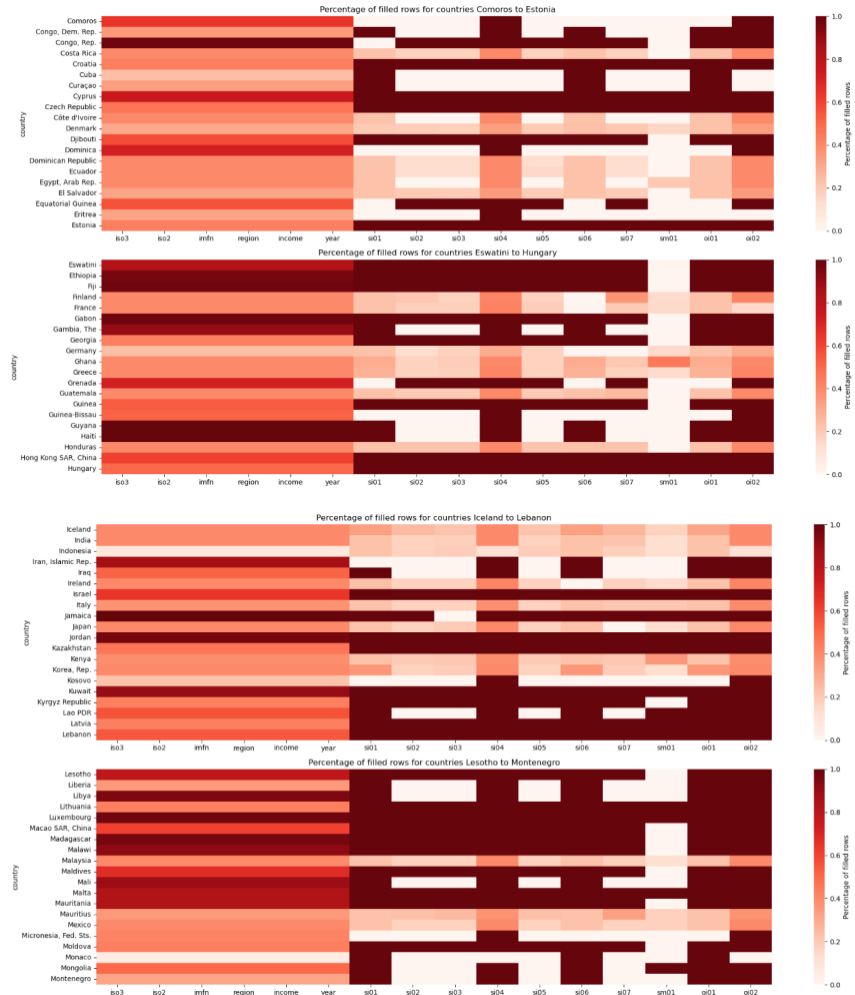 Percentage of filled rows for countries Comoros to Estonia
Comoros
Congo, Dem. Rep.
Congo, Rep.
Costa Rica
Croatia
Cuba
Curaçao
Cyprus
Czech Republic
Côte d'Ivoire
Denmark
Djibouti
Dominica
Dominican Republic
Ecuador
Egypt, Arab Rep.
El Salvador
Equatorial Guinea
Eritrea
Estonia
country
iso3 iso2 imfn region income year si01 si02 si03 si04 si05 si06 si07 sm01 oi01 oi02
1.0
0.8
0.6
0.4
0.2
0.0
Percentage of filled rows
Percentage of filled rows for countries Eswatini to Hungary
Eswatini
Ethiopia
Fiji
Finland
France
Gabon
Gambia, The
Georgia
Germany
Ghana
Greece
Grenada
Guatemala
Guinea
Guinea-Bissau
Guyana
Haiti
Honduras
Hong Kong SAR, China
Hungary
country
iso3 iso2 imfn region income year si01 si02 si03 si04 si05 si06 si07 sm01 oi01 oi02
1.0
0.8
0.6
0.4
0.2
0.0
Percentage of filled rows
Percentage of filled rows for countries Iceland to Lebanon
Iceland
India
Indonesia
Iran, Islamic Rep.
Iraq
Ireland
Israel
Italy
Jamaica
Japan
Jordan
Kazakhstan
Kenya
Korea, Rep.
Kosovo
Kuwait
Kyrgyz Republic
Lao PDR
Latvia
Lebanon
country
iso3 iso2 imfn region income year si01 si02 si03 si04 si05 si06 si07 sm01 oi01 oi02
1.0
0.8
0.6
0.4
0.2
0.0
Percentage of filled rows
Percentage of filled rows for countries Lesotho to Montenegro
Lesotho
Liberia
Libya
Lithuania
Luxembourg
Macao SAR, China
Madagascar
Malawi
Malaysia
Maldives
Mali
Malta
Mauritania
Mauritius
Mexico
Micronesia, Fed. Sts.
Moldova
Monaco
Mongolia
Montenegro
country
iso3 iso2 imfn region income year si01 si02 si03 si04 si05 si06 si07 sm01 oi01 oi02
1.0
0.8
0.6
0.4
0.2
0.0
Percentage of filled rows